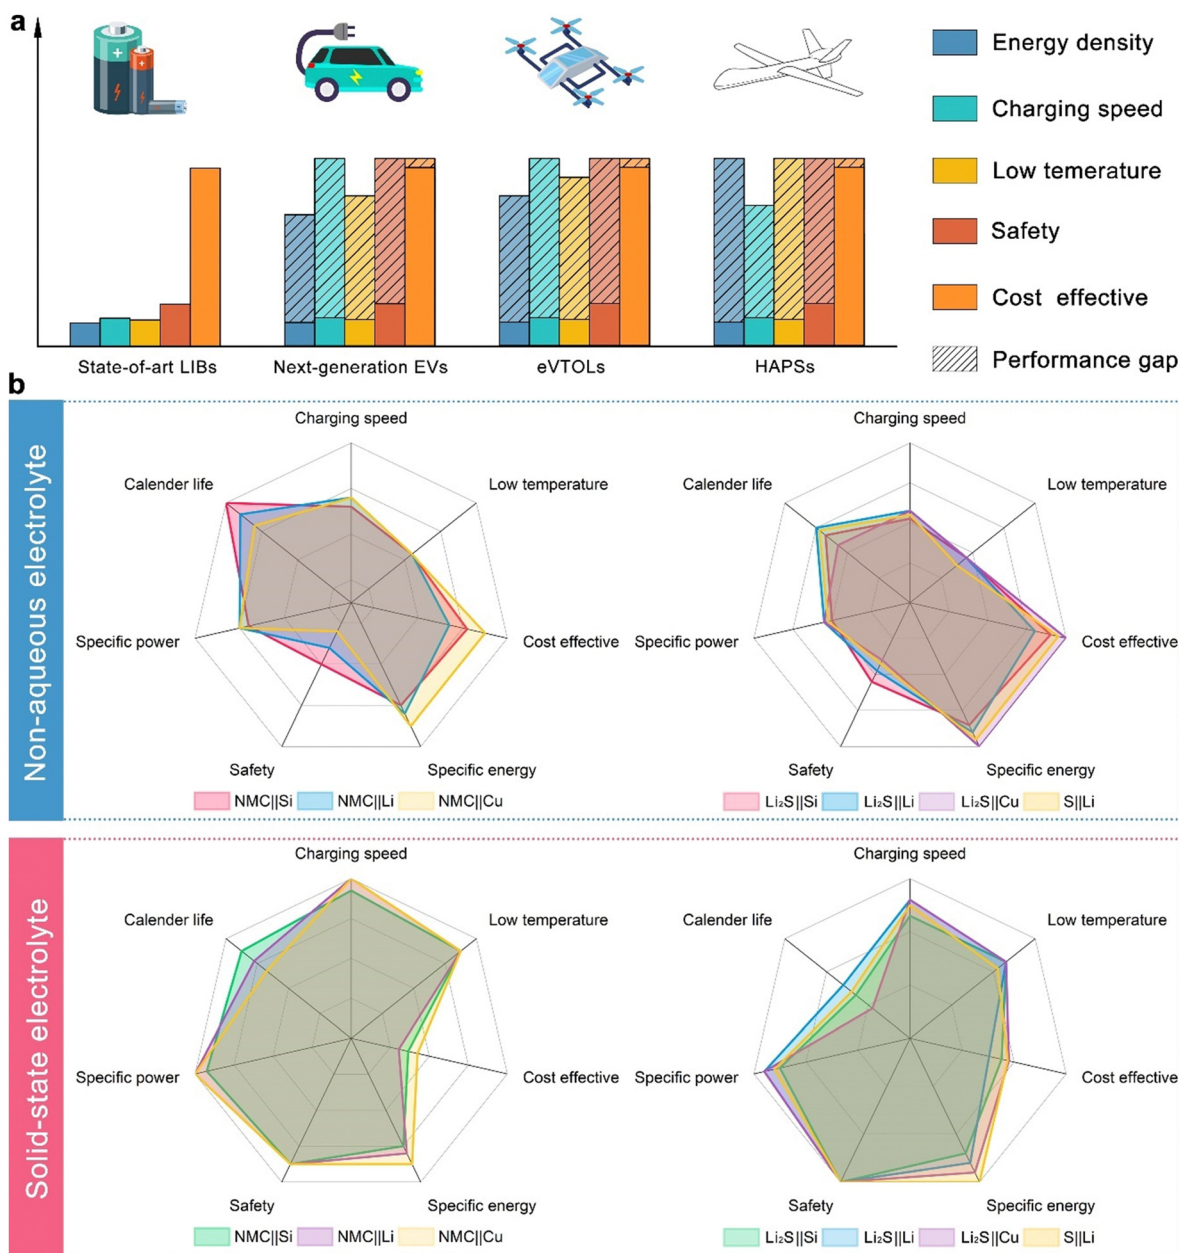 a
Energy density
Charging speed
Low temerature
Safety
Cost effective
Performance gap
State-of-art LIBs
Next-generation EVs
eVTOLs
HAPSs
b
Non-aqueous electrolyte
Charging speed
Calender life
Low temperature
Specific power
Cost effective
Safety
Specific energy
NMC||Si NMC||Li NMC||Cu
Charging speed
Calender life
Low temperature
Specific power
Cost effective
Safety
Specific energy
Li₂S||Si Li₂S||Li Li₂S||Cu S||Li
Solid-state electrolyte
Charging speed
Calender life
Low temperature
Specific power
Cost effective
Safety
Specific energy
NMC||Si NMC||Li NMC||Cu
Charging speed
Calender life
Low temperature
Specific power
Cost effective
Safety
Specific energy
Li₂S||Si Li₂S||Li Li₂S||Cu S||Li